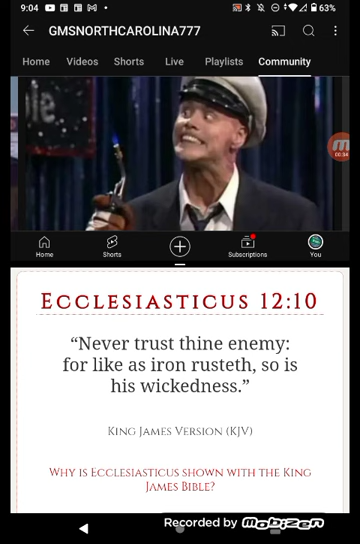 9:04
63%
GMSNORTHCAROLINA777
Home Videos Shorts Live Playlists Community
00:34
Home Shorts Subscriptions You
ECCLESIASTICUS 12:10
“Never trust thine enemy:
for like as iron rusteth, so is
his wickedness.”
KING JAMES VERSION (KJV)
WHY IS ECCLESIASTICUS SHOWN WITH THE KING
JAMES BIBLE?
Recorded by mobizen